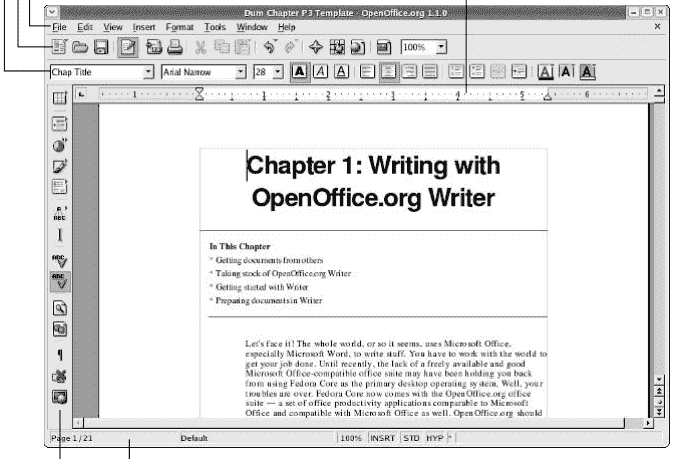 Dum Chapter P3 Template - OpenOffice.org 1.1.0
File Edit View Insert Format Tools Window Help
100%
Chap Title Arial Narrow 28 A A A A A A
1 1 2 3 4 5 6
Chapter 1: Writing with
OpenOffice.org Writer
In This Chapter
* Getting documents from others
* Taking stock of OpenOffice.org Writer
* Getting started with Writer
* Preparing documents in Writer
Let's face it! The whole world, or so it seems, uses Microsoft Office,
especially Microsoft Word, to write stuff. You have to work with the world to
get your job done. Until recently, the lack of a freely available and good
Microsoft Office-compatible office suite may have been holding you back
from using Fedora Core as the primary desktop operating system. Well, your
troubles are over. Fedora Core now comes with the OpenOffice.org office
suite — a set of office productivity applications comparable to Microsoft
Office and compatible with Microsoft Office as well. OpenOffice.org should
Page 1/21 Default 100% INSRT STD HYP *